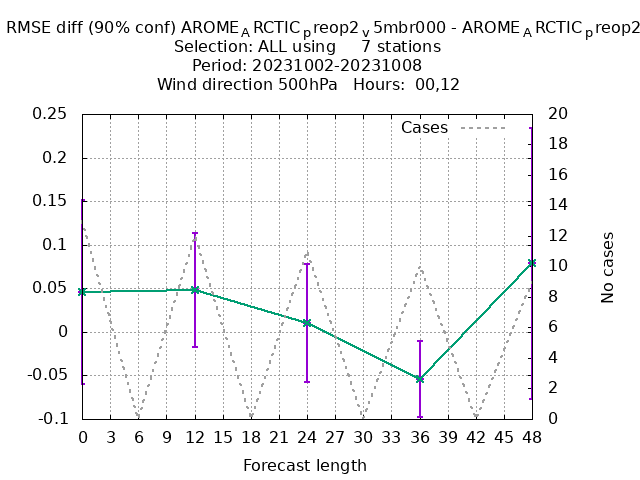 RMSE diff (90% conf) AROME_ARCTIC_preop2_v5mbr000 - AROME_ARCTIC_preop2
Selection: ALL using 7 stations
Period: 20231002-20231008
Wind direction 500hPa Hours: 00,12
Cases
0.25
0.2
0.15
0.1
0.05
0
-0.05
-0.1
20
18
16
14
12
10
8
6
4
2
0
No cases
0 3 6 9 12 15 18 21 24 27 30 33 36 39 42 45 48
Forecast length